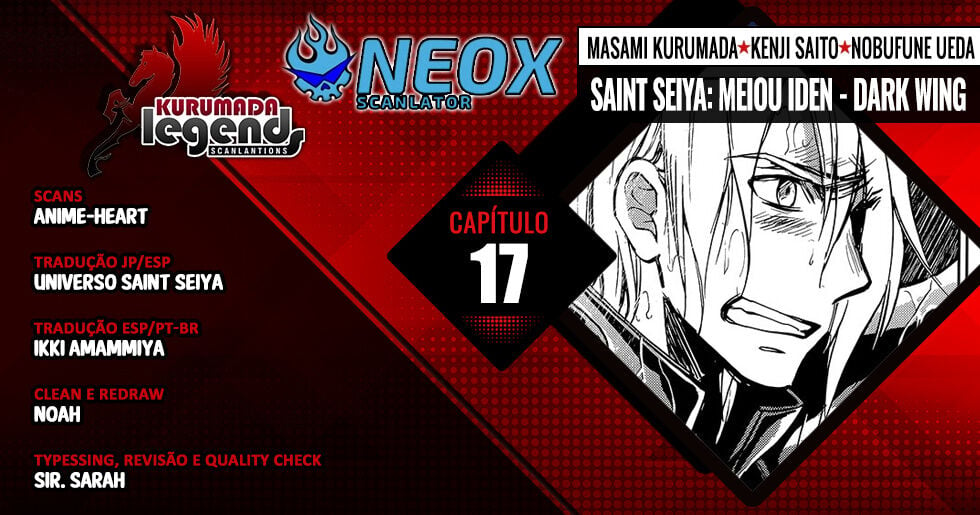 KURUMADA
legends
SCANLANTIONS
NEOX
SCANLATOR
MASAMI KURUMADA★KENJI SAITO★NOBUFUNE UEDA
SAINT SEIYA: MEIOU IDEN - DARK WING
SCANS
ANIME-HEART
TRADUÇÃO JP/ESP
UNIVERSO SAINT SEIYA
TRADUÇÃO ESP/PT-BR
IKKI AMAMMIYA
CLEAN E REDRAW
NOAH
TYPESSING, REVISÃO E QUALITY CHECK
SIR. SARAH
CAPÍTULO
17